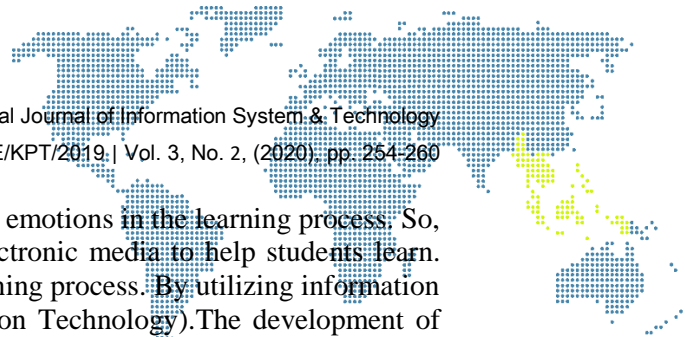 al Journal of Information System & Technology
E/KPT/2019 | Vol. 3, No. 2, (2020), pp. 254-260
emotions in the learning process. So,
ctronic media to help students learn.
ning process. By utilizing information
on Technology).The development of